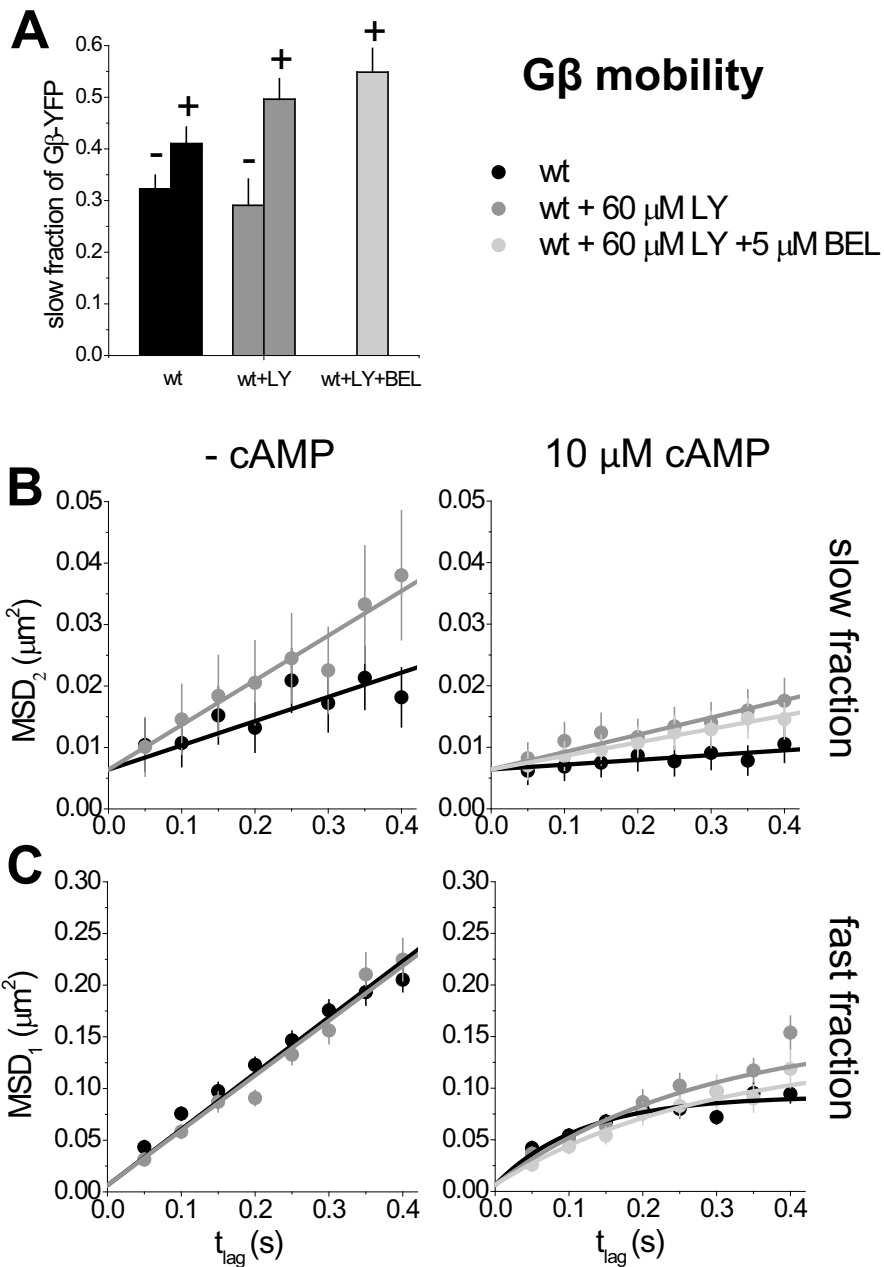 A
Gβ mobility
slow fraction of Gβ-YFP
0.6
0.5
0.4
0.3
0.2
0.1
0.0
- + - + +
wt wt+LY wt+LY+BEL
wt
wt + 60 μM LY
wt + 60 μM LY +5 μM BEL
- cAMP 10 μM cAMP
B
MSD2 (μm²)
0.05 0.05
0.04 0.04
0.03 0.03
0.02 0.02
0.01 0.01
0.00 0.00
0.0 0.1 0.2 0.3 0.4 0.0 0.1 0.2 0.3 0.4
slow fraction
C
MSD1 (μm²)
0.30 0.30
0.25 0.25
0.20 0.20
0.15 0.15
0.10 0.10
0.05 0.05
0.00 0.00
0.0 0.1 0.2 0.3 0.4 0.0 0.1 0.2 0.3 0.4
tlag (s) tlag (s)
fast fraction